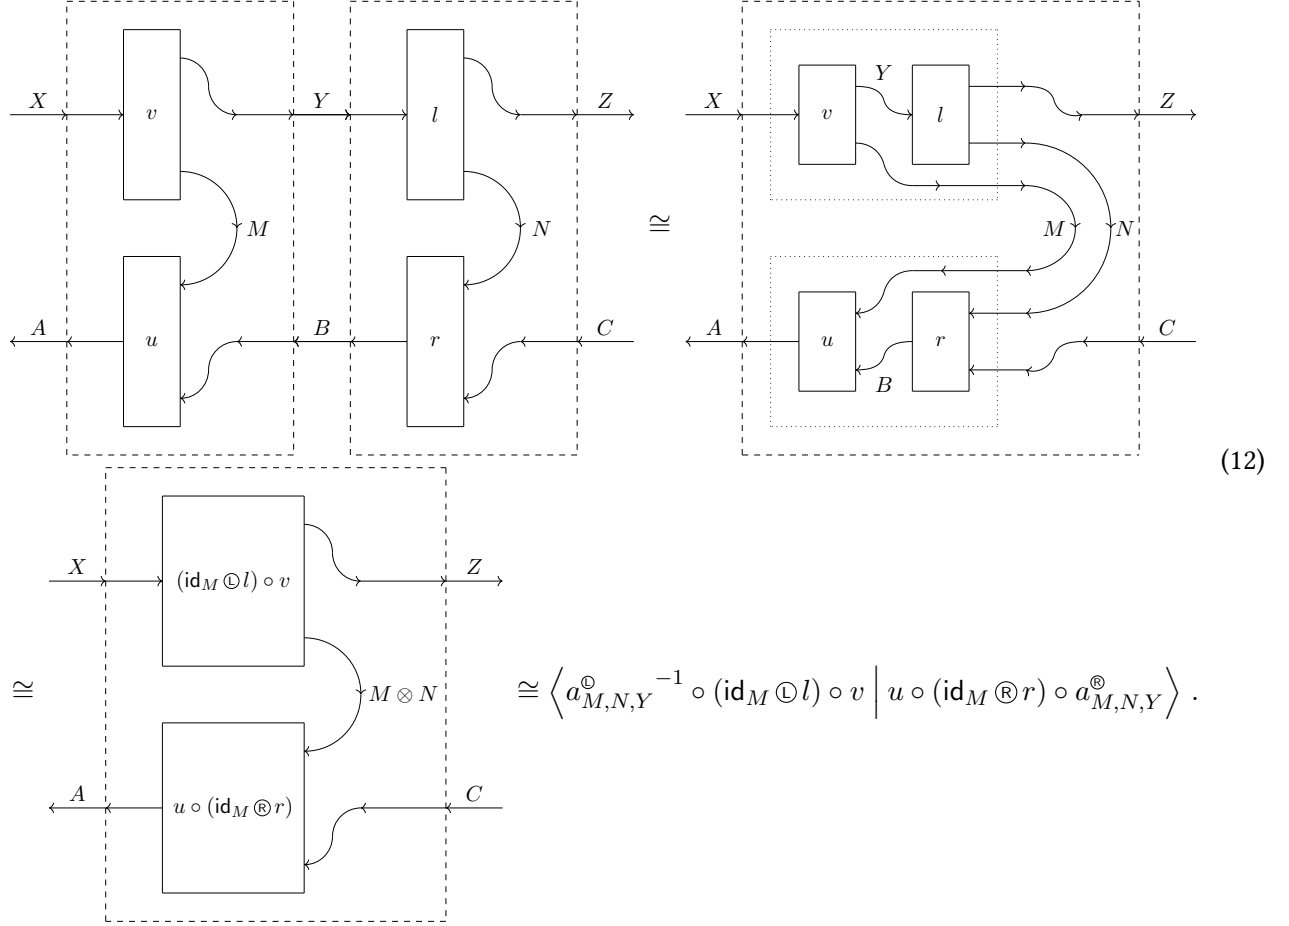 X v Y l Z ≅ X v Y l Z
M N M N
A u B r C A u B r C
(12)
X (id_M Ⓛ l) ∘ v Z
≅ M ⊗ N ≅ ⟨ a^Ⓛ_{M,N,Y}^{-1} ∘ (id_M Ⓛ l) ∘ v | u ∘ (id_M Ⓡ r) ∘ a^Ⓡ_{M,N,Y} ⟩ .
A u ∘ (id_M Ⓡ r) C